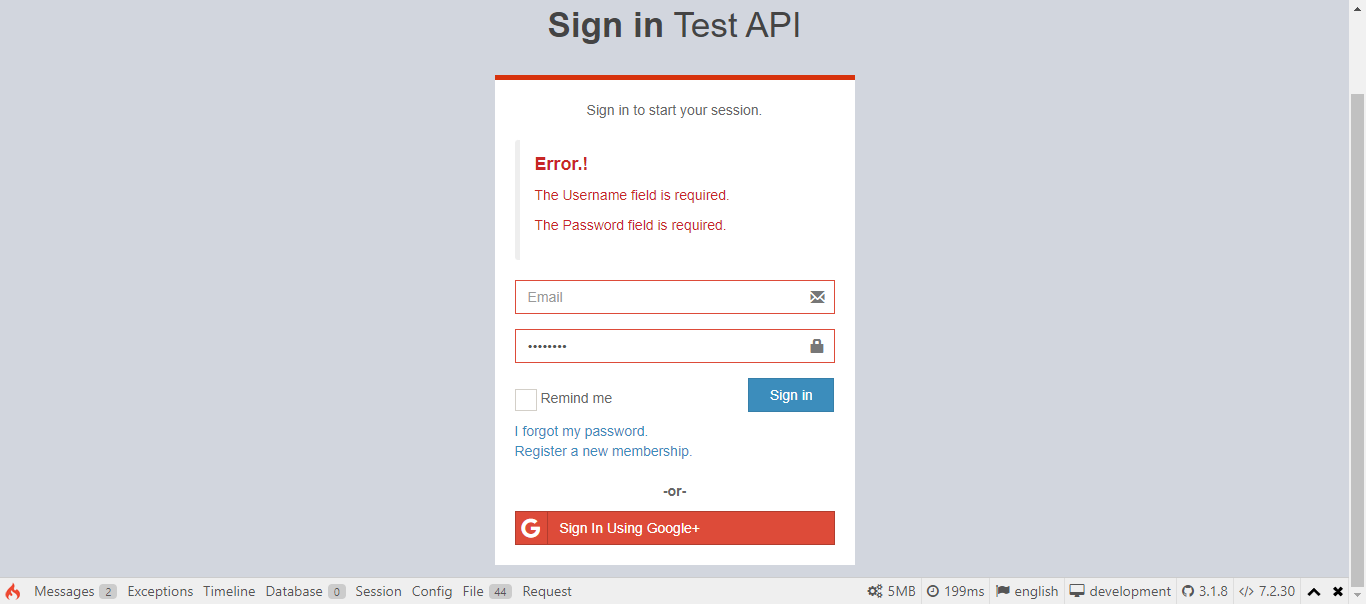 Sign in Test API
Sign in to start your session.
Error.!
The Username field is required.
The Password field is required.
Email
••••••••
Remind me
Sign in
I forgot my password.
Register a new membership.
-or-
G Sign In Using Google+
Messages 2 Exceptions Timeline Database 0 Session Config File 44 Request 5MB 199ms english development 3.1.8 </> 7.2.30